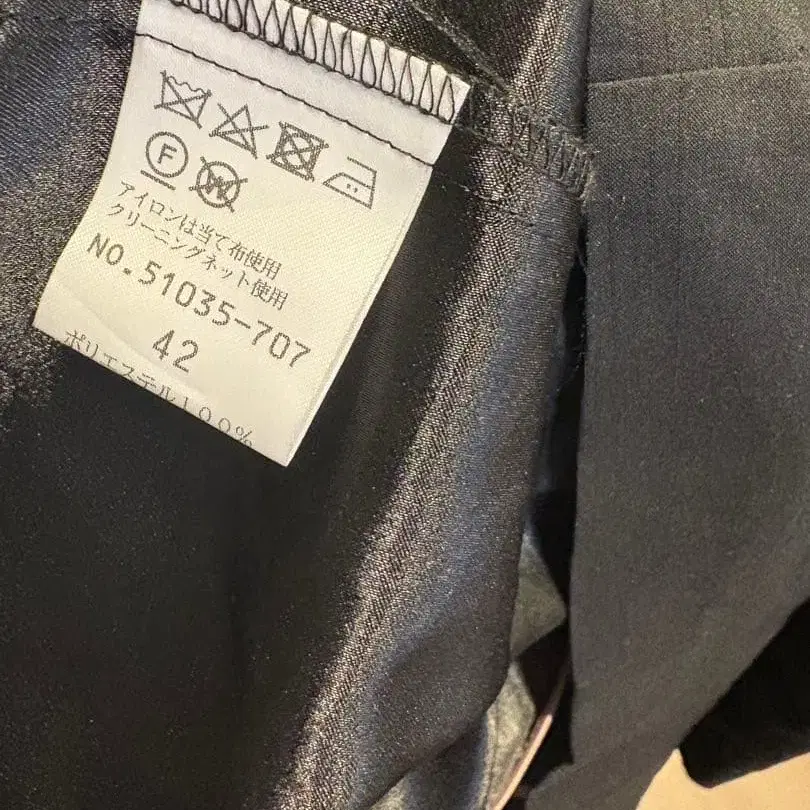 F
W
アイロンは当て布使用
クリーニングネット使用
NO.51035-707
42
ポリエステル100%